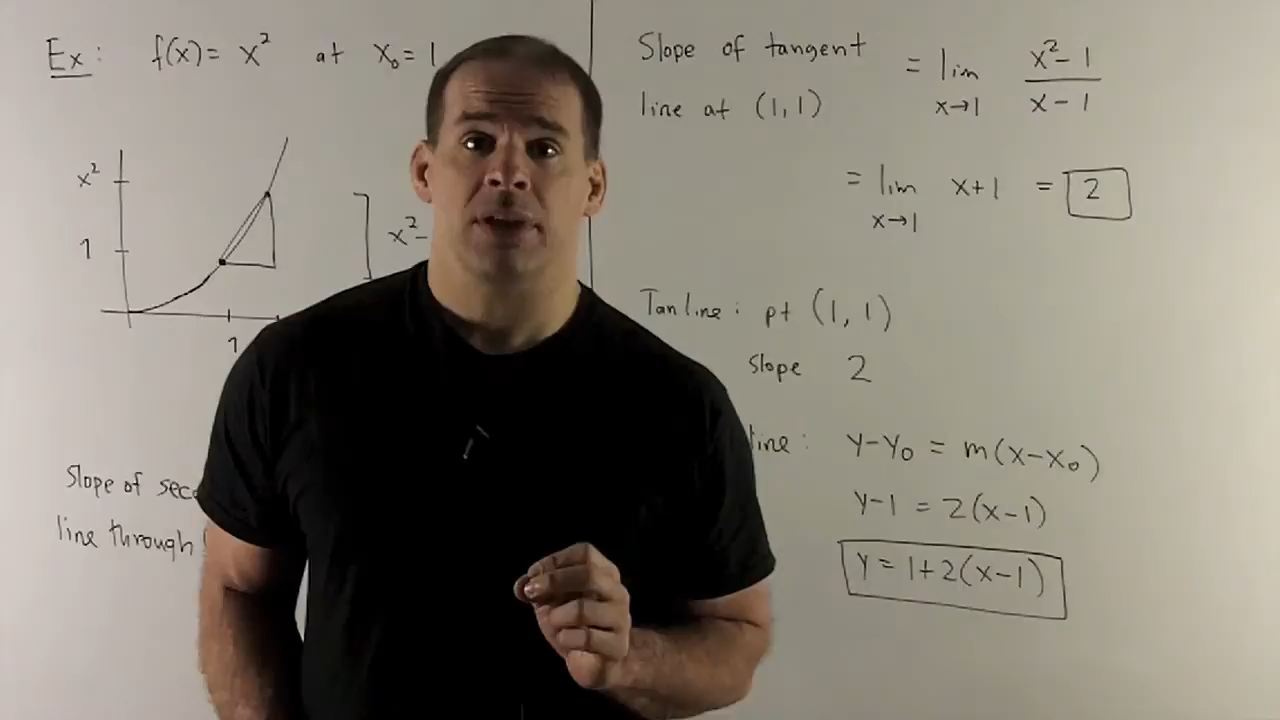 Ex: f(x) = x² at x₀ = 1
x²
1
1
x² -
Slope of
line through
Slope of tangent
line at (1, 1)
= lim x→1 (x² - 1)/(x - 1)
= lim x→1 x + 1 = 2
Tan line: pt (1, 1)
slope 2
line: y - y₀ = m(x - x₀)
y - 1 = 2(x - 1)
y = 1 + 2(x - 1)